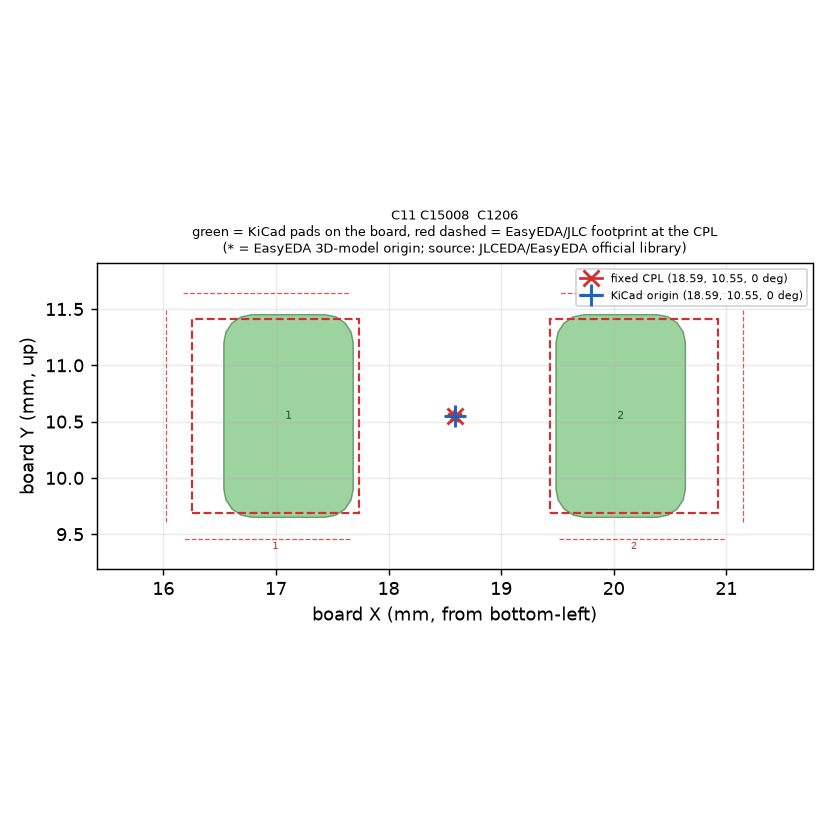 C11 C15008  C1206
green = KiCad pads on the board, red dashed = EasyEDA/JLC footprint at the CPL
(* = EasyEDA 3D-model origin; source: JLCEDA/EasyEDA official library)
fixed CPL (18.59, 10.55, 0 deg)
KiCad origin (18.59, 10.55, 0 deg)
11.5
11.0
10.5
10.0
9.5
board Y (mm, up)
1
2
1
2
16
17
18
19
20
21
board X (mm, from bottom-left)